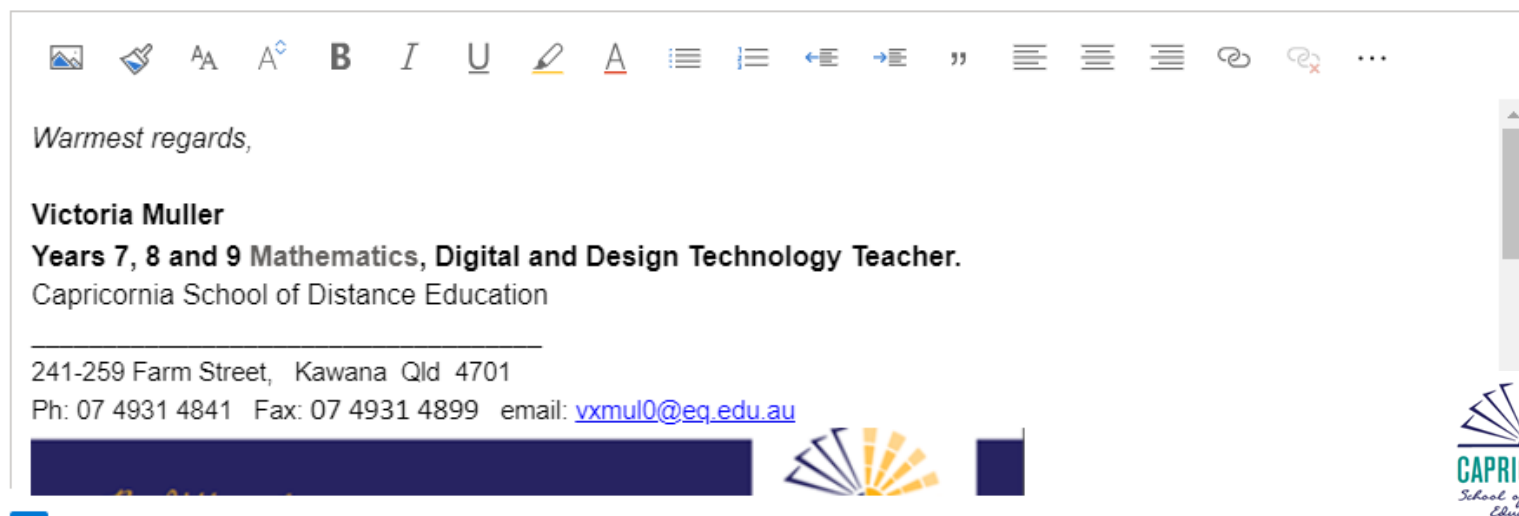 Warmest regards,
Victoria Muller
Years 7, 8 and 9 Mathematics, Digital and Design Technology Teacher.
Capricornia School of Distance Education
241-259 Farm Street, Kawana Qld 4701
Ph: 07 4931 4841 Fax: 07 4931 4899 email: vxmul0@eq.edu.au
CAPRI
School
Edu